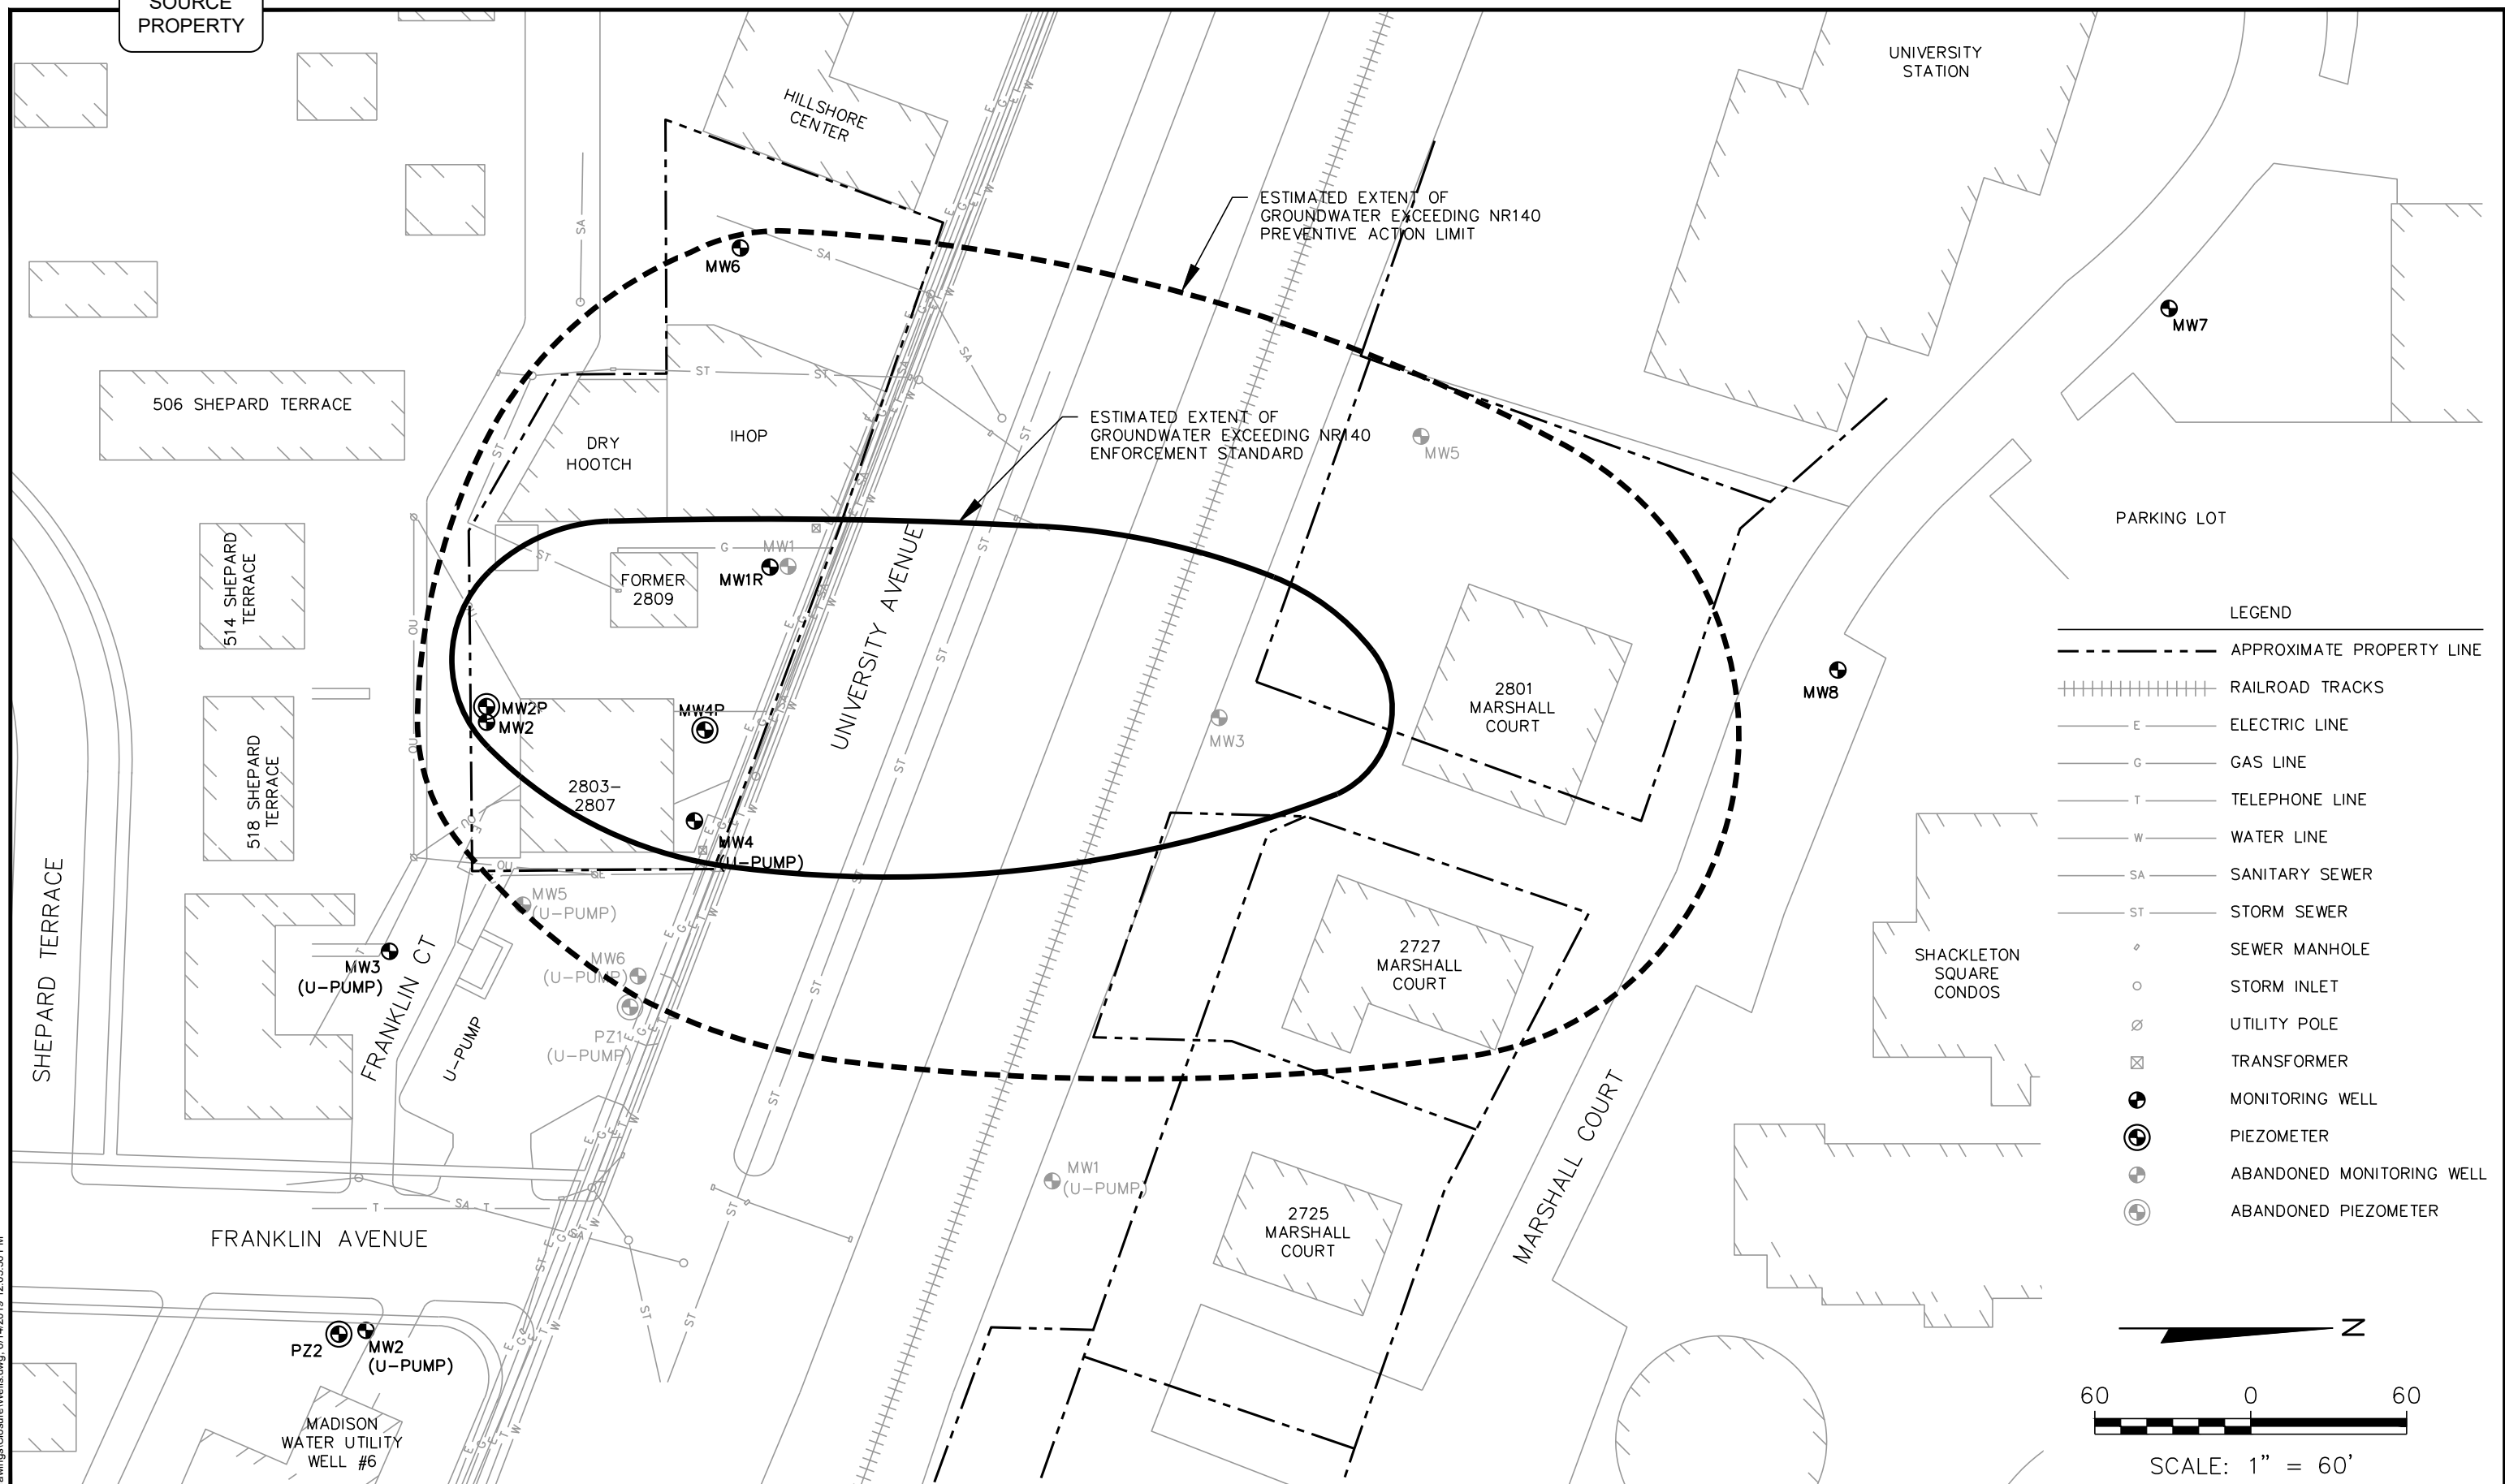 SOURCE
PROPERTY
HILLSHORE
CENTER
UNIVERSITY
STATION
ESTIMATED EXTENT OF
GROUNDWATER EXCEEDING NR140
PREVENTIVE ACTION LIMIT
MW6
MW7
506 SHEPARD TERRACE
DRY
HOOTCH
IHOP
ESTIMATED EXTENT OF
GROUNDWATER EXCEEDING NR140
ENFORCEMENT STANDARD
MW5
PARKING LOT
514 SHEPARD
TERRACE
FORMER
2809
MW1
MW1R
UNIVERSITY AVENUE
MW2P
MW2
MW4P
MW3
2801
MARSHALL
COURT
MW8
518 SHEPARD
TERRACE
2803-
2807
MW4
(U-PUMP)
MW5
(U-PUMP)
MW6
(U-PUMP)
PZ1
(U-PUMP)
MW3
(U-PUMP)
SHEPARD TERRACE
FRANKLIN CT
U-PUMP
2727
MARSHALL
COURT
SHACKLETON
SQUARE
CONDOS
MW1
(U-PUMP)
2725
MARSHALL
COURT
MARSHALL COURT
FRANKLIN AVENUE
PZ2
MW2
(U-PUMP)
MADISON
WATER UTILITY
WELL #6
LEGEND
APPROXIMATE PROPERTY LINE
RAILROAD TRACKS
E ELECTRIC LINE
G GAS LINE
T TELEPHONE LINE
W WATER LINE
SA SANITARY SEWER
ST STORM SEWER
SEWER MANHOLE
STORM INLET
UTILITY POLE
TRANSFORMER
MONITORING WELL
PIEZOMETER
ABANDONED MONITORING WELL
ABANDONED PIEZOMETER
N
60 0 60
SCALE: 1" = 60'